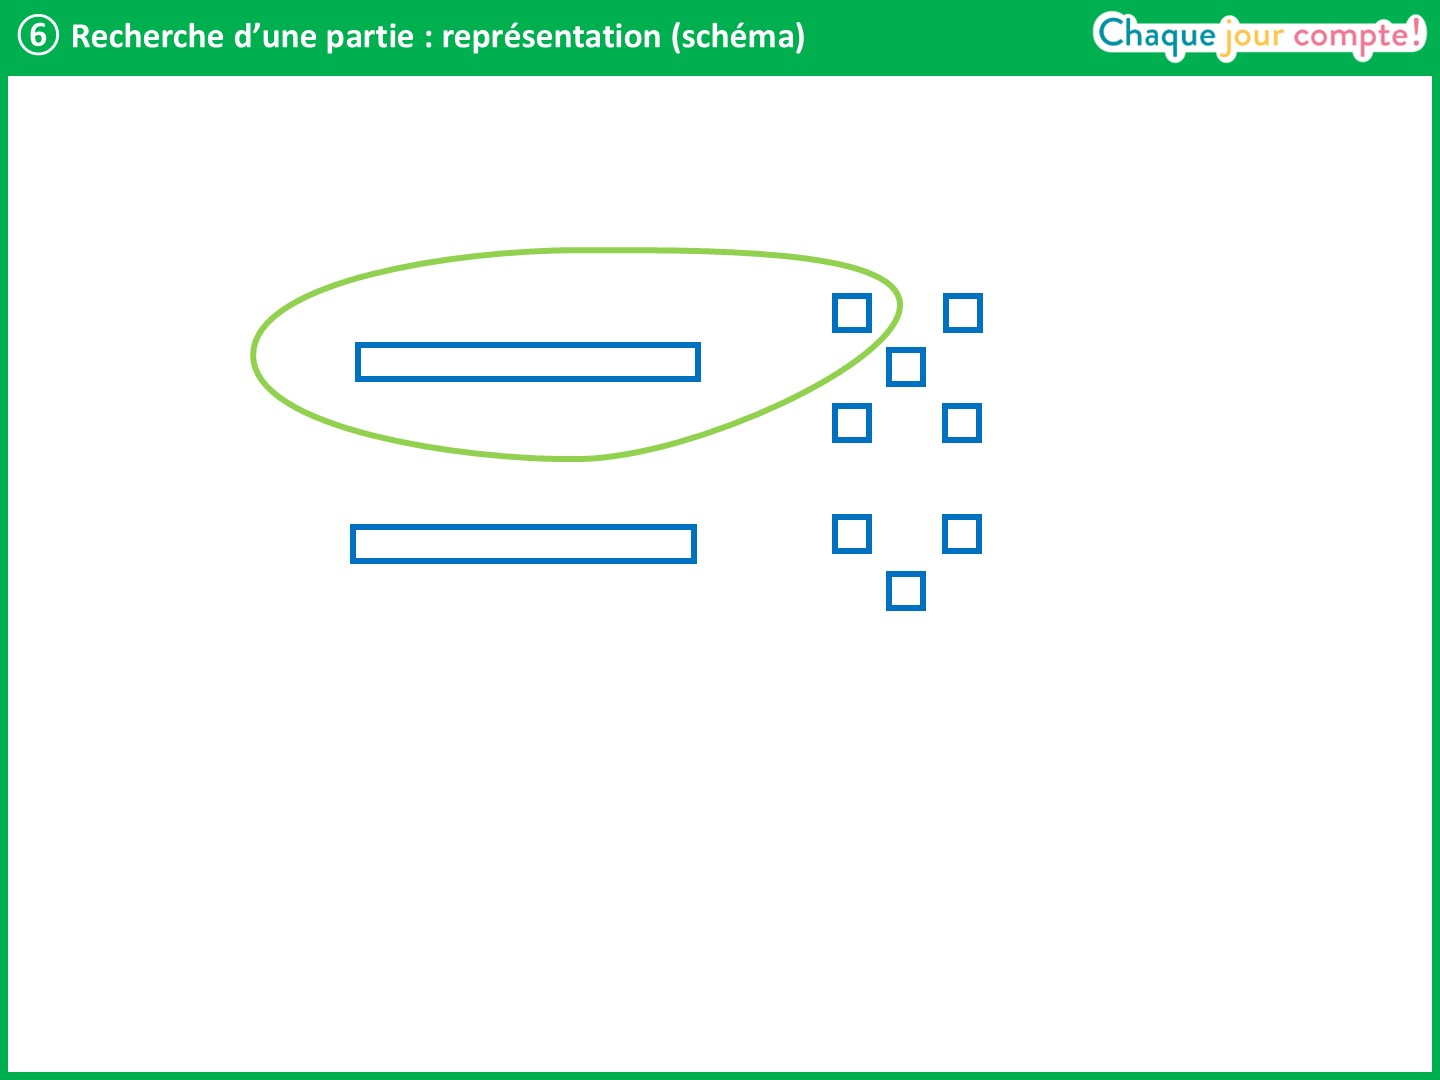 ⑥ Recherche d’une partie : représentation (schéma)
Chaque jour compte!